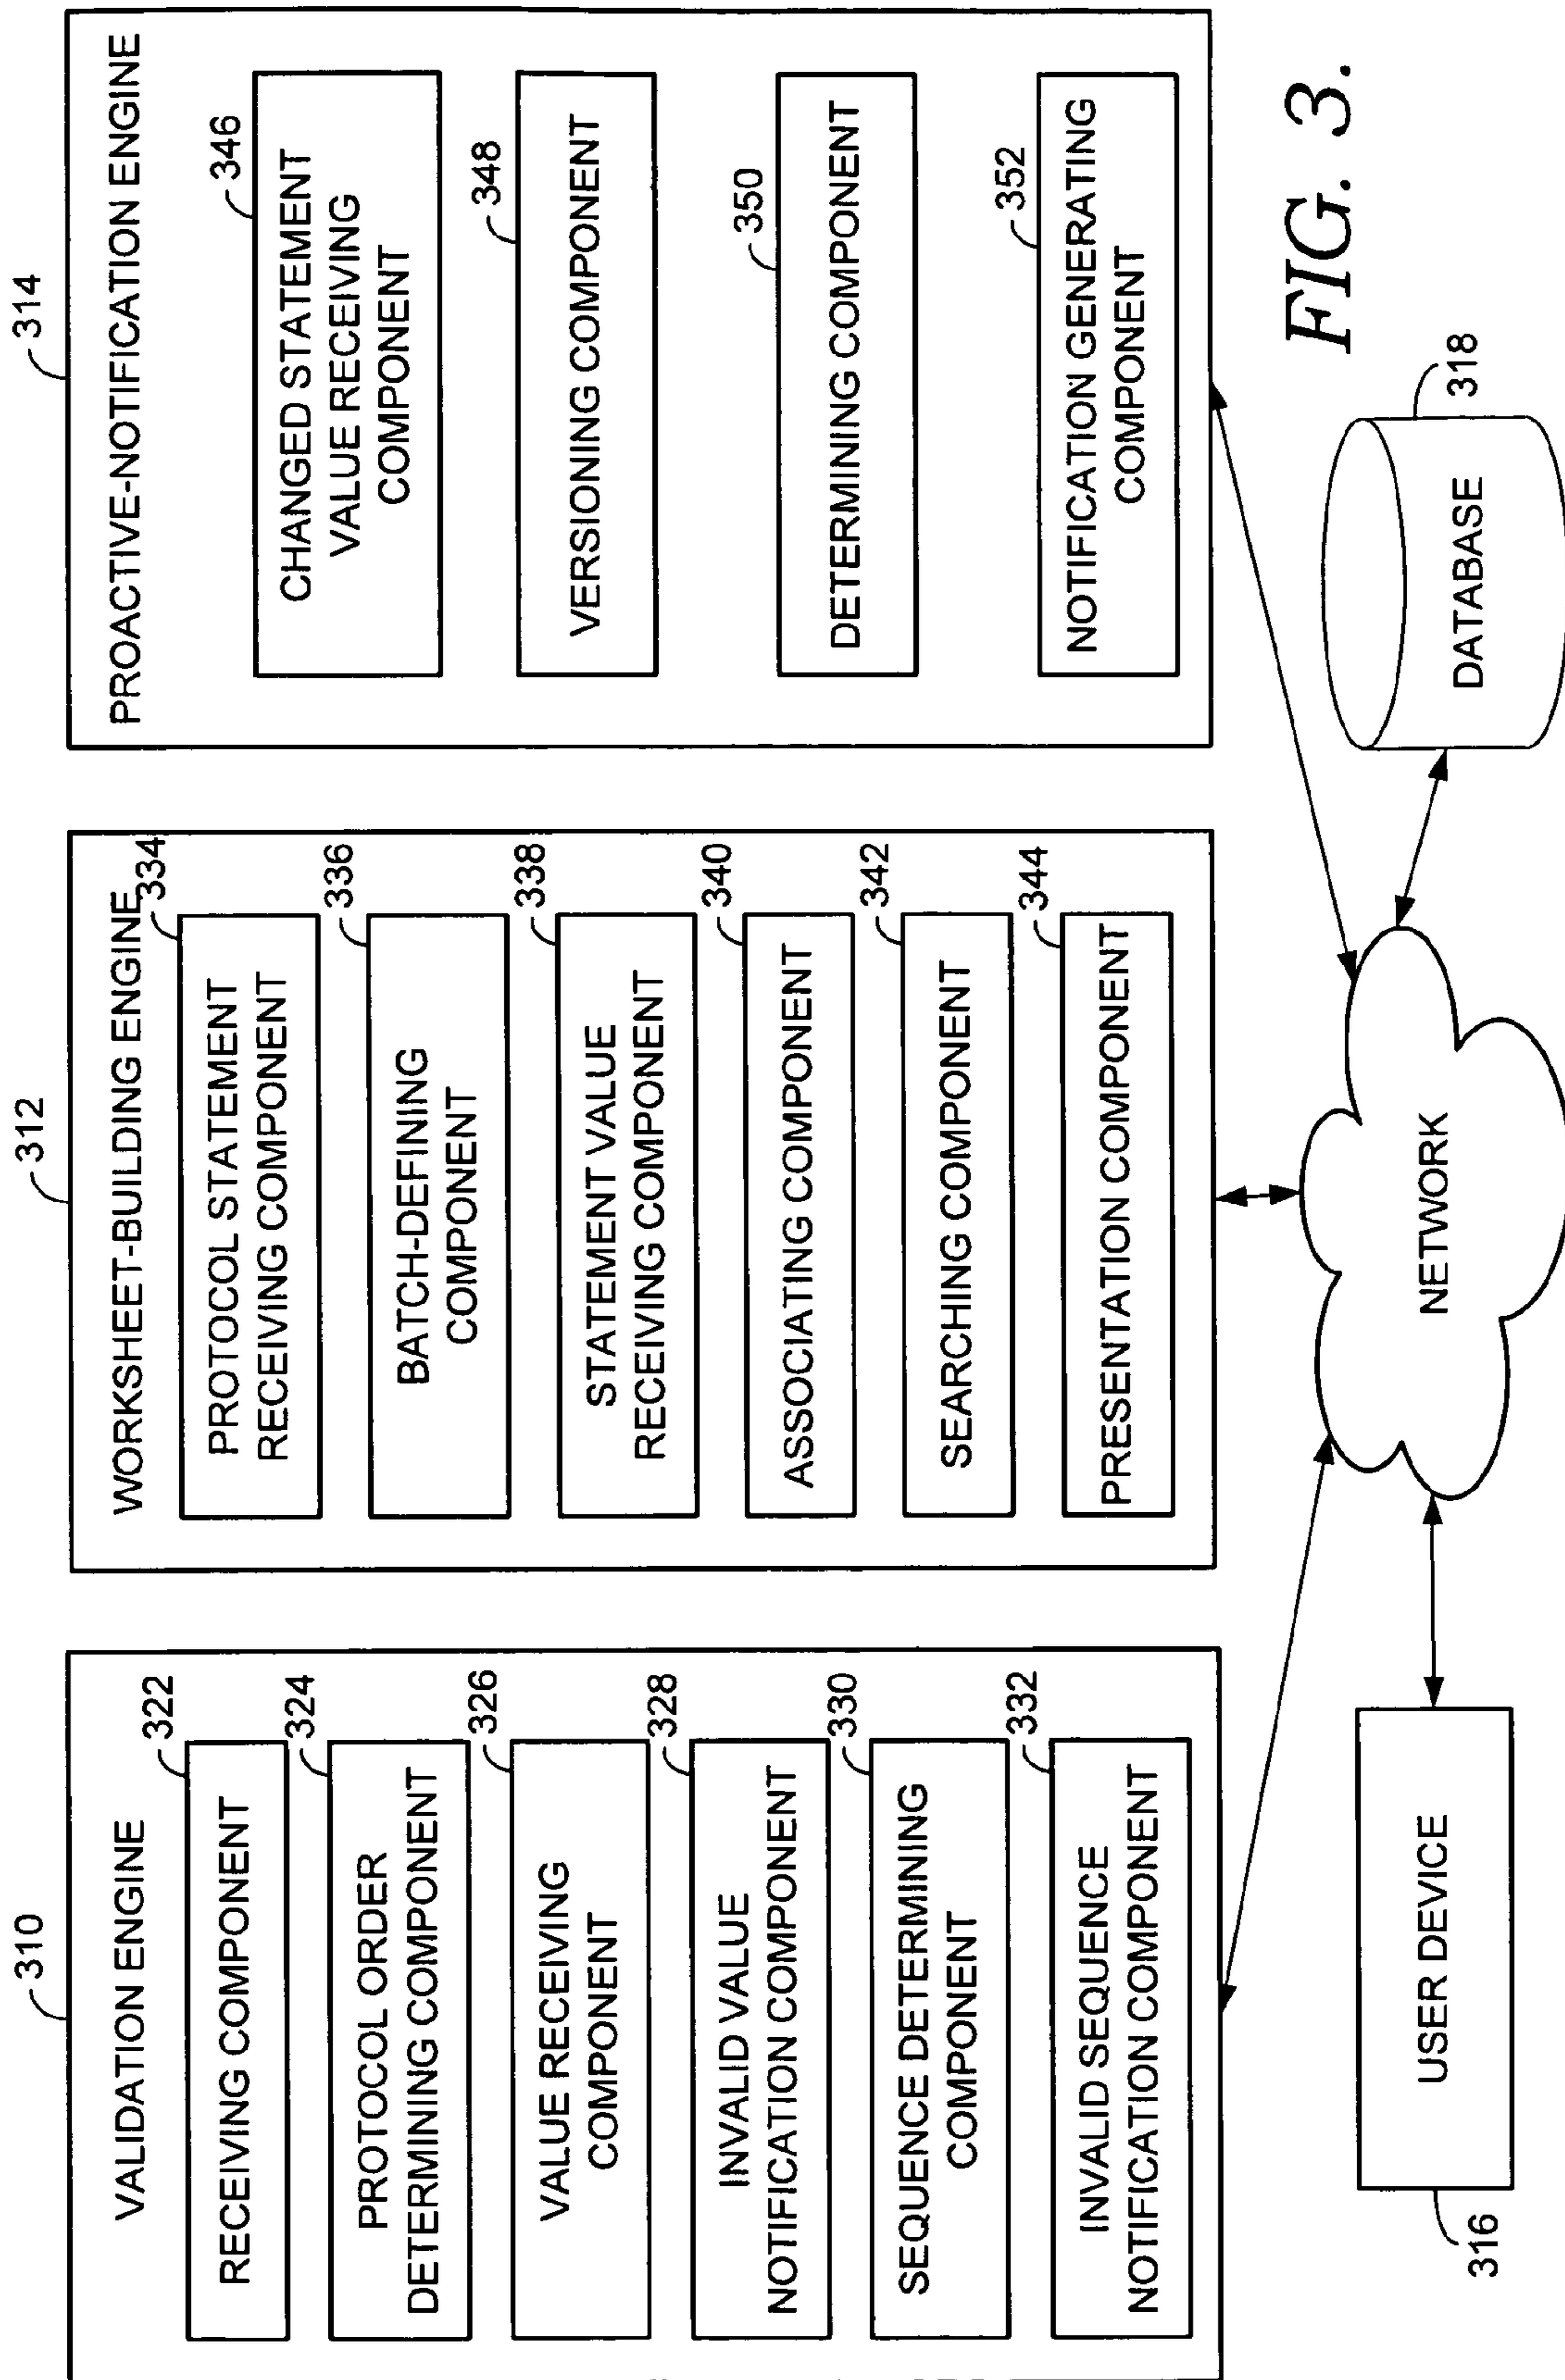 310
VALIDATION ENGINE
322
RECEIVING COMPONENT
324
PROTOCOL ORDER
DETERMINING COMPONENT
326
VALUE RECEIVING
COMPONENT
328
INVALID VALUE
NOTIFICATION COMPONENT
330
SEQUENCE DETERMINING
COMPONENT
332
INVALID SEQUENCE
NOTIFICATION COMPONENT
312
WORKSHEET-BUILDING ENGINE
334
PROTOCOL STATEMENT
RECEIVING COMPONENT
336
BATCH-DEFINING
COMPONENT
338
STATEMENT VALUE
RECEIVING COMPONENT
340
ASSOCIATING COMPONENT
342
SEARCHING COMPONENT
344
PRESENTATION COMPONENT
314
PROACTIVE-NOTIFICATION ENGINE
346
CHANGED STATEMENT
VALUE RECEIVING
COMPONENT
348
VERSIONING COMPONENT
350
DETERMINING COMPONENT
352
NOTIFICATION GENERATING
COMPONENT
316
USER DEVICE
NETWORK
318
DATABASE
FIG. 3.